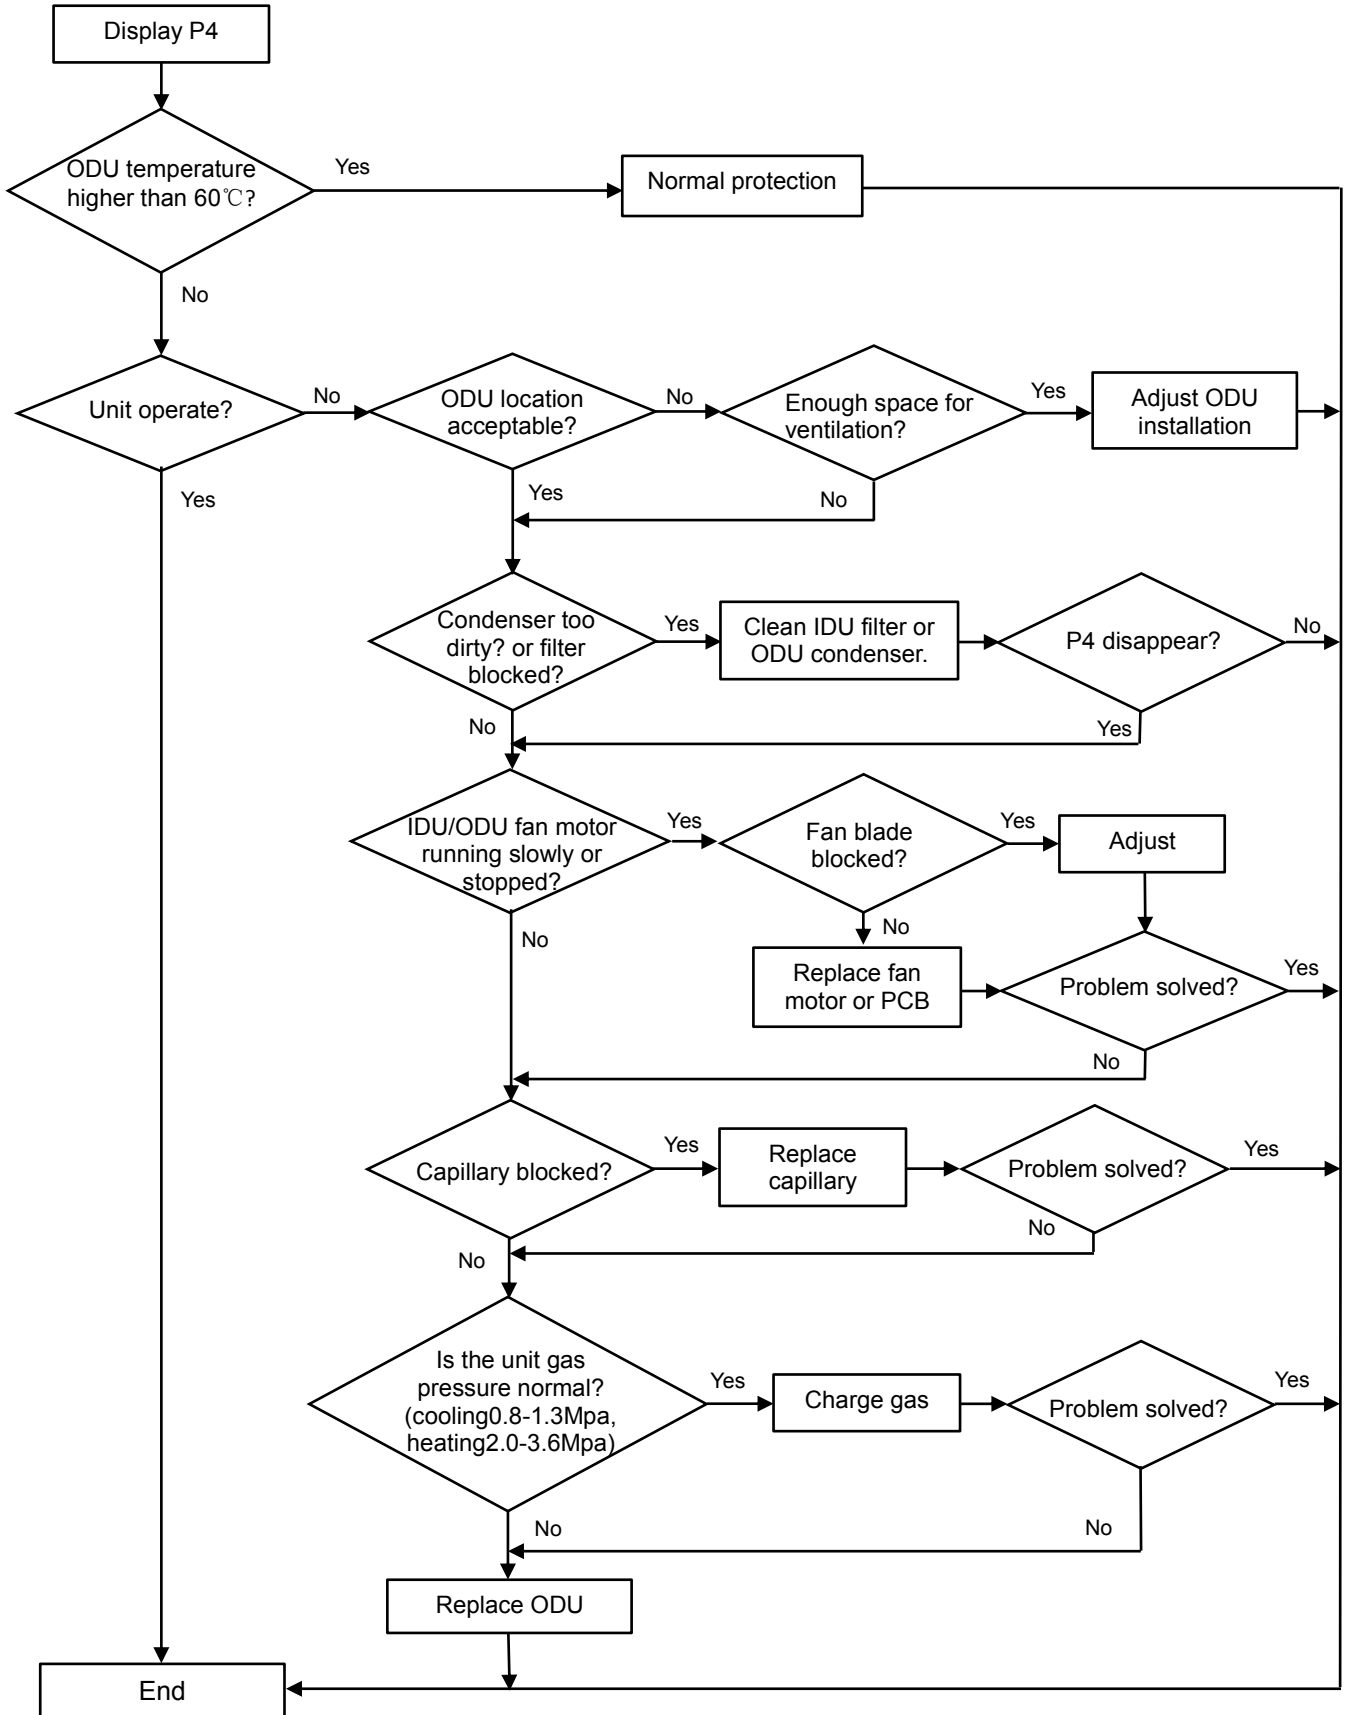 Display P4
ODU temperature
higher than 60℃?
Yes
Normal protection
No
Unit operate?
No
ODU location
acceptable?
No
Enough space for
ventilation?
Yes
Adjust ODU
installation
Yes
Yes
No
Condenser too
dirty? or filter
blocked?
Yes
Clean IDU filter or
ODU condenser.
P4 disappear?
No
No
Yes
IDU/ODU fan motor
running slowly or
stopped?
Yes
Fan blade
blocked?
Yes
Adjust
No
No
Replace fan
motor or PCB
Problem solved?
Yes
No
Capillary blocked?
Yes
Replace
capillary
Problem solved?
Yes
No
No
Is the unit gas
pressure normal?
(cooling0.8-1.3Mpa,
heating2.0-3.6Mpa)
Yes
Charge gas
Problem solved?
Yes
No
No
Replace ODU
End